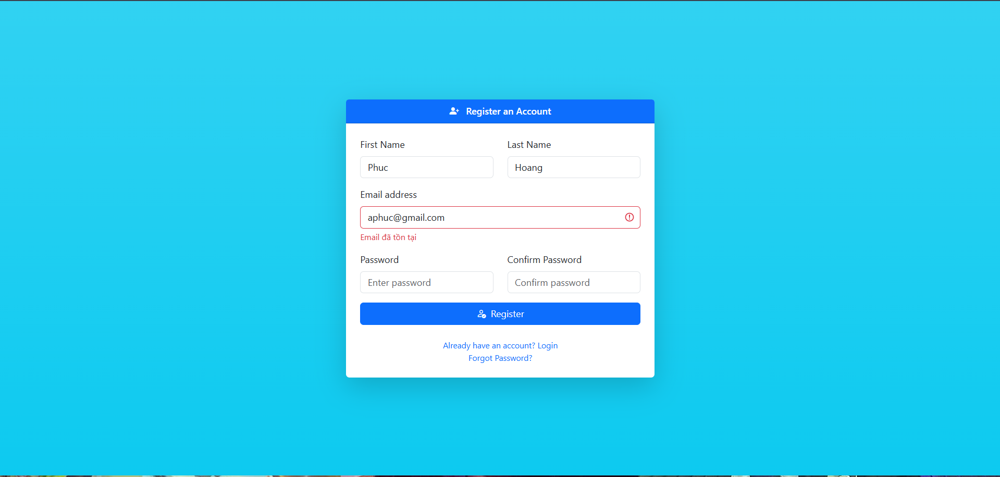 Register an Account
First Name Last Name
Phuc Hoang
Email address
aphuc@gmail.com
Email đã tồn tại
Password Confirm Password
Enter password Confirm password
Register
Already have an account? Login
Forgot Password?